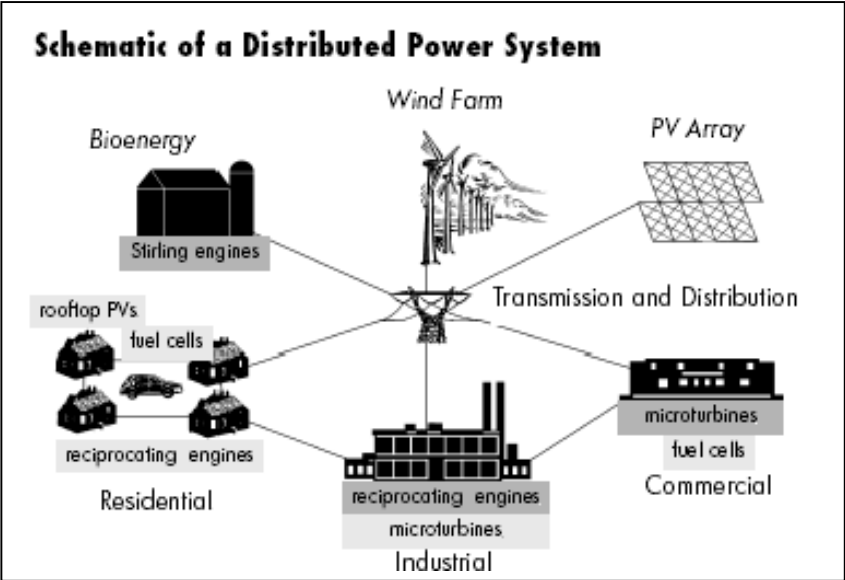 Schematic of a Distributed Power System
Wind Farm
Bioenergy
PV Array
Stirling engines
Transmission and Distribution
rooftop PVs
fuel cells
reciprocating engines
Residential
microturbines
fuel cells
Commercial
reciprocating engines
microturbines
Industrial